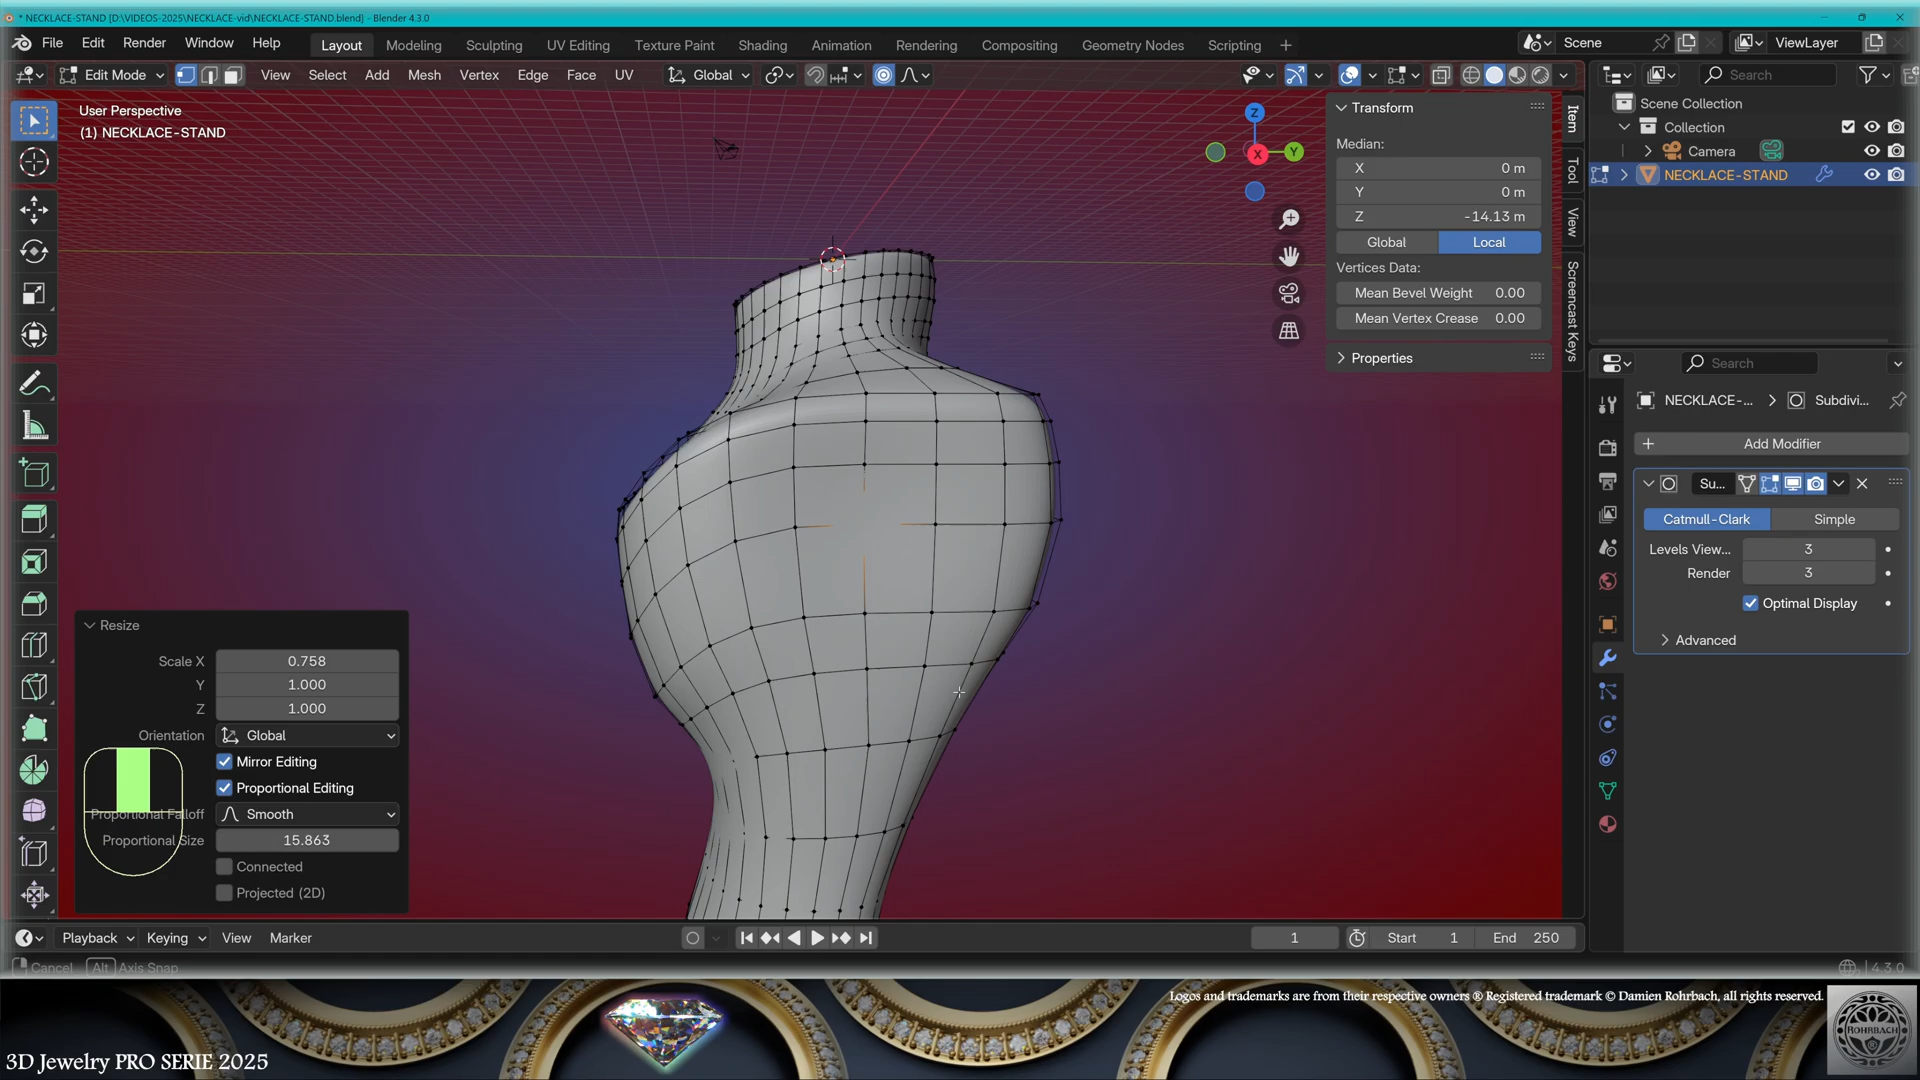 * NECKLACE-STAND [D:\VIDEOS-2025\NECKLACE-vid\NECKLACE-STAND.blend] - Blender 4.3.0
File Edit Render Window Help
Layout Modeling Sculpting UV Editing Texture Paint Shading Animation Rendering Compositing Geometry Nodes Scripting +
Scene
ViewLayer
Edit Mode View Select Add Mesh Vertex Edge Face UV
Global
Search
User Perspective
(1) NECKLACE-STAND
Z
Y
X
Transform
Median:
X 0 m
Y 0 m
Z -14.13 m
Global Local
Vertices Data:
Mean Bevel Weight 0.00
Mean Vertex Crease 0.00
Properties
Item
Tool
View
Screencast Keys
Scene Collection
Collection
Camera
NECKLACE-STAND
Search
NECKLACE-... > Subdivi...
+ Add Modifier
Su...
Catmull-Clark Simple
Levels View... 3
Render 3
Optimal Display
Advanced
Resize
Scale X 0.758
Y 1.000
Z 1.000
Orientation Global
Mirror Editing
Proportional Editing
Proportional Falloff Smooth
Proportional Size 15.863
Connected
Projected (2D)
Playback Keying View Marker
1
Start 1
End 250
Cancel Alt Axis Snap
4.3.0
Logos and trademarks are from their respective owners ® Registered trademark © Damien Rohrbach, all rights reserved.
ROHRBACH
3D Jewelry PRO SERIE 2025